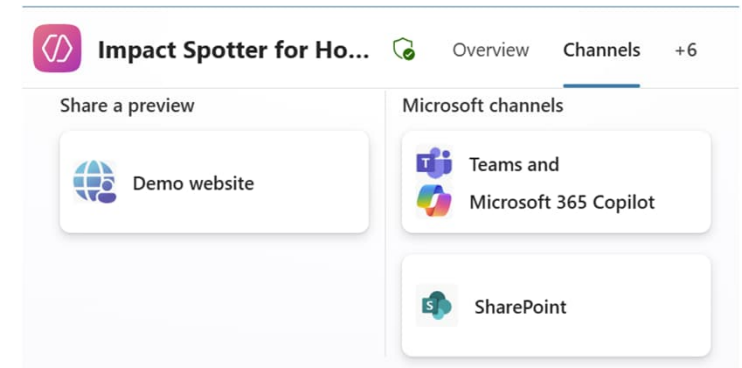 Impact Spotter for Ho... Overview Channels +6
Share a preview
Demo website
Microsoft channels
Teams and
Microsoft 365 Copilot
SharePoint